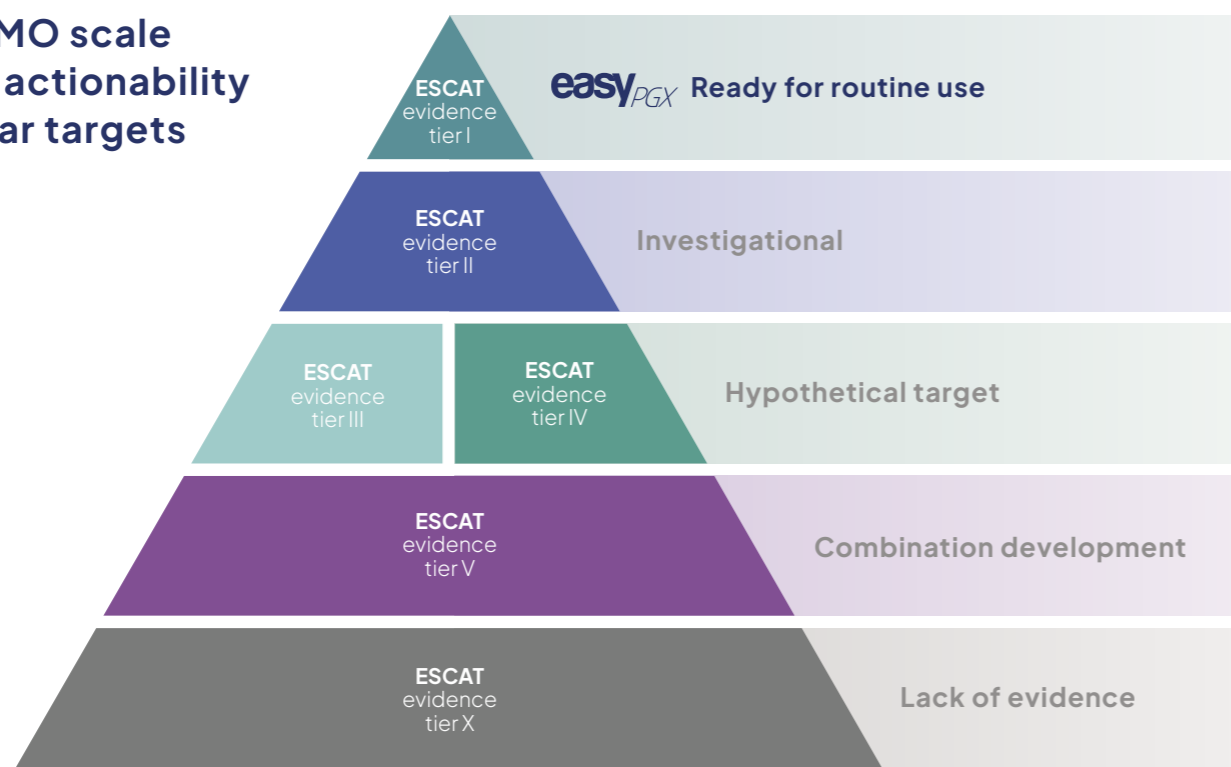 MO scale
actionability
ar targets
ESCAT
evidence
tier I
easyPGX Ready for routine use
ESCAT
evidence
tier II
Investigational
ESCAT
evidence
tier III
ESCAT
evidence
tier IV
Hypothetical target
ESCAT
evidence
tier V
Combination development
ESCAT
evidence
tier X
Lack of evidence